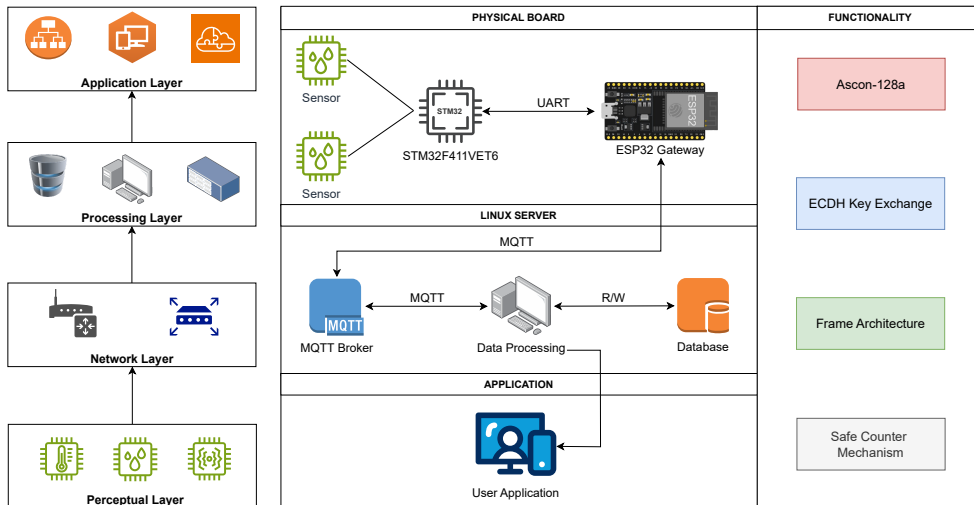 Application Layer
Processing Layer
Network Layer
Perceptual Layer
PHYSICAL BOARD
Sensor
Sensor
STM32
STM32F411VET6
UART
ESP32
ESP32 Gateway
LINUX SERVER
MQTT
MQTT
MQTT Broker
MQTT
Data Processing
R/W
Database
APPLICATION
User Application
FUNCTIONALITY
Ascon-128a
ECDH Key Exchange
Frame Architecture
Safe Counter
Mechanism